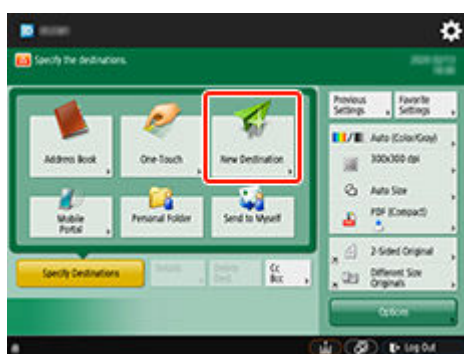 Specify the destinations.
Previous Settings
Favorite Settings
Auto (Color/Gray)
300x300 dpi
Auto Size
PDF (Compact)
2-Sided Original
Different Size Originals
Options
Address Book
One-Touch
New Destination
Mobile Portal
Personal Folder
Send to Myself
Specify Destinations
Cc Bcc
Log Out